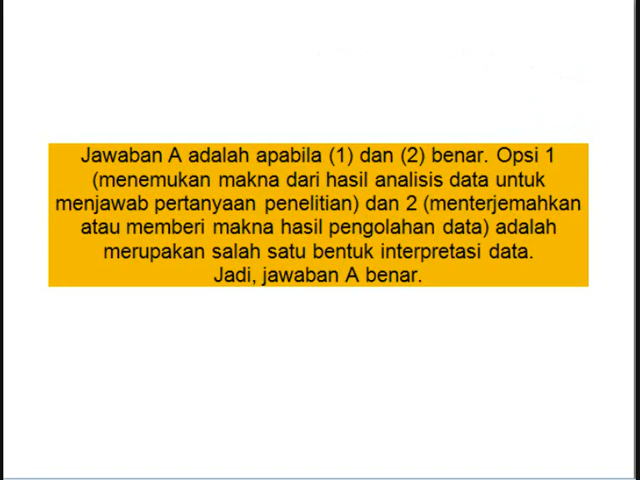 Jawaban A adalah apabila (1) dan (2) benar. Opsi 1
(menemukan makna dari hasil analisis data untuk
menjawab pertanyaan penelitian) dan 2 (menterjemahkan
atau memberi makna hasil pengolahan data) adalah
merupakan salah satu bentuk interpretasi data.
Jadi, jawaban A benar.